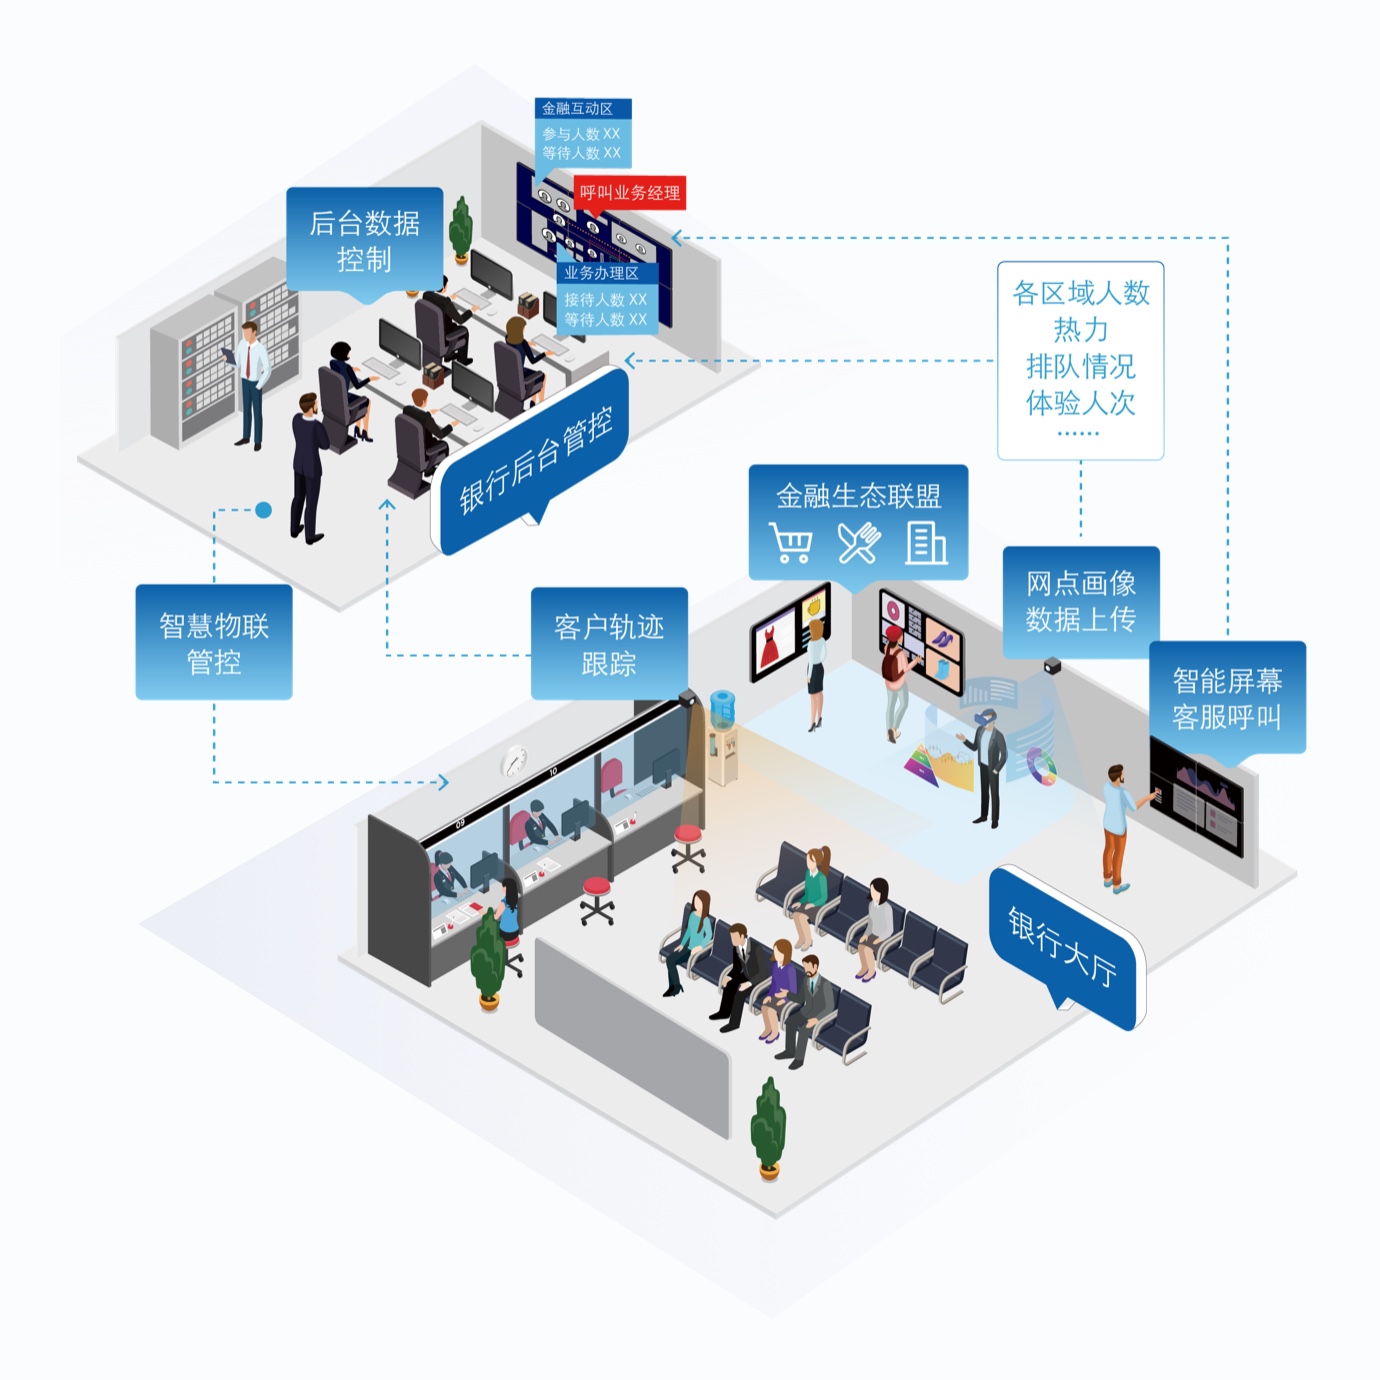 金融互动区
参与人数 XX
等待人数 XX
呼叫业务经理
后台数据
控制
业务办理区
接待人数 XX
等待人数 XX
各区域人数
热力
排队情况
体验人次
......
银行后台管控
金融生态联盟
网点画像
数据上传
智慧物联
管控
客户轨迹
跟踪
智能屏幕
客服呼叫
10
09
银行大厅